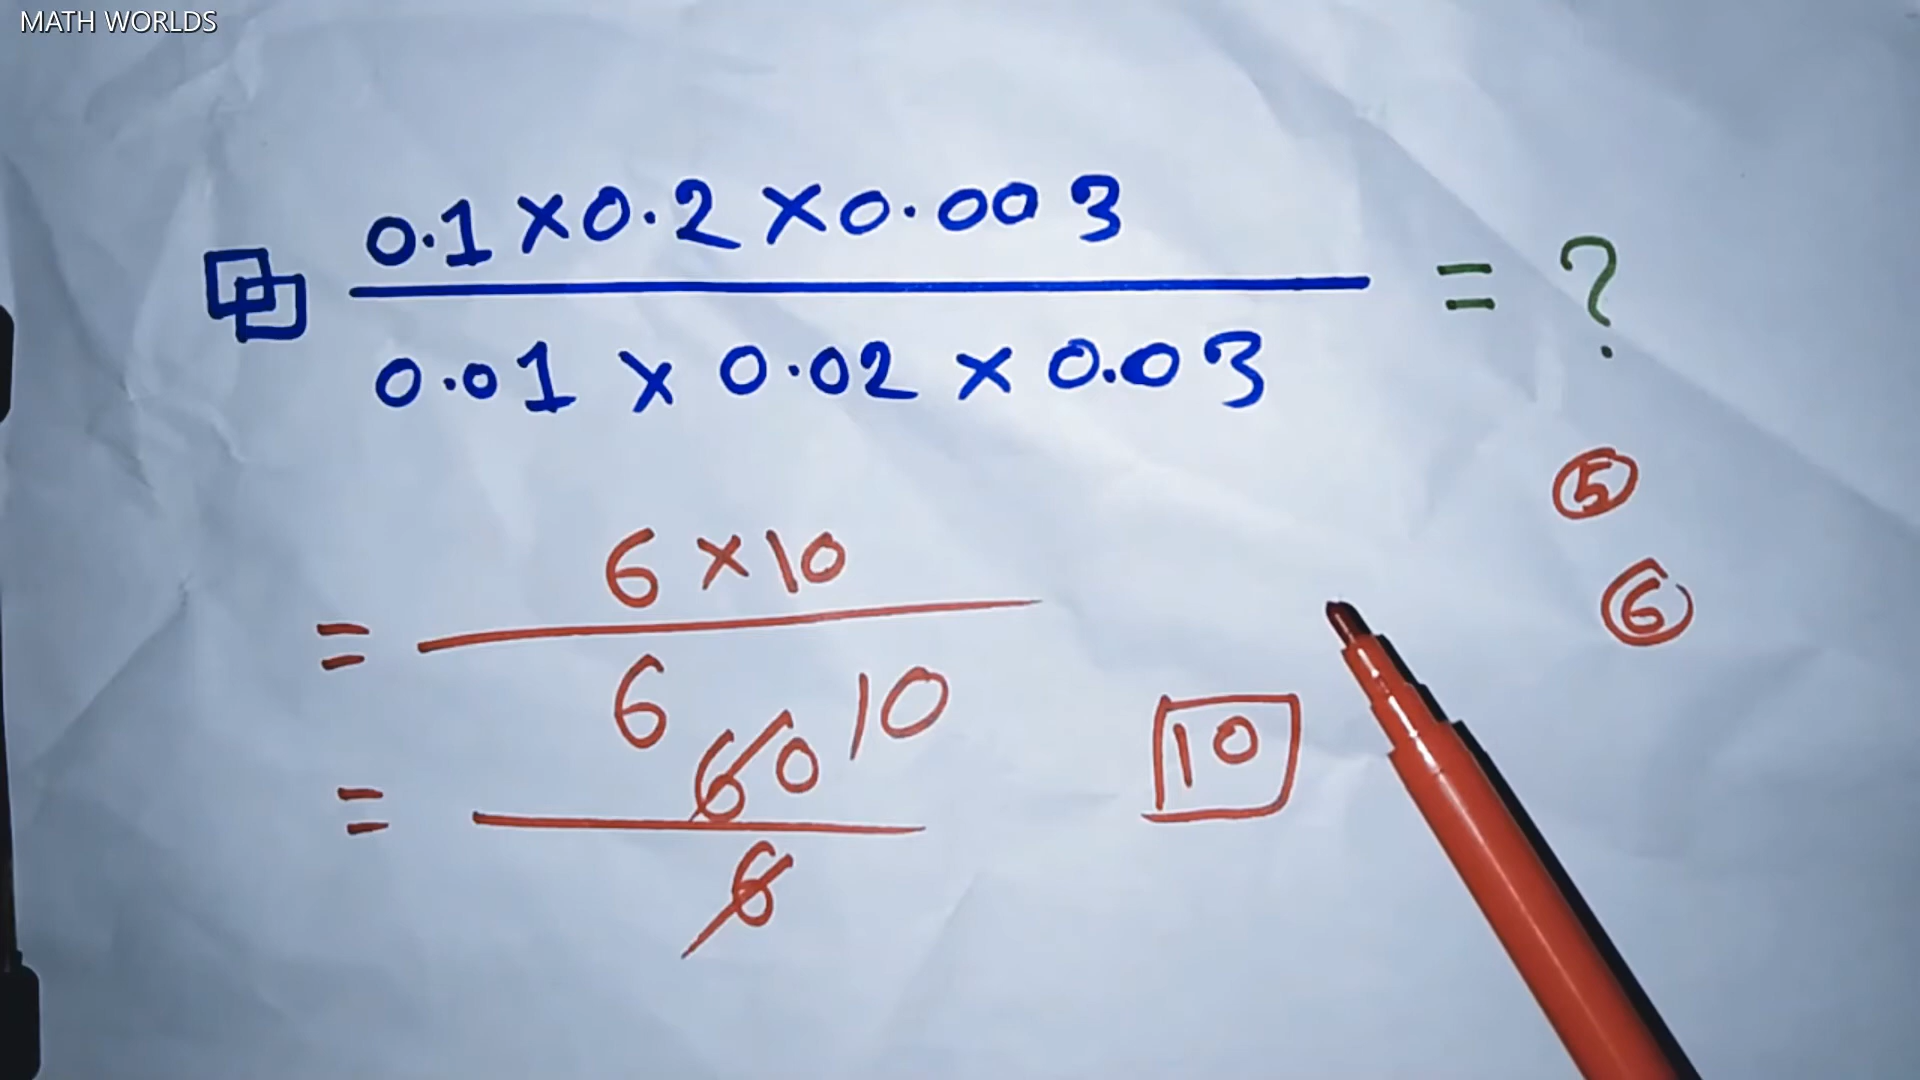 MATH WORLDS
0.1 × 0.2 × 0.003
= ?
0.01 × 0.02 × 0.03
5
6 × 10
6
=
6 10
60
10
=
6